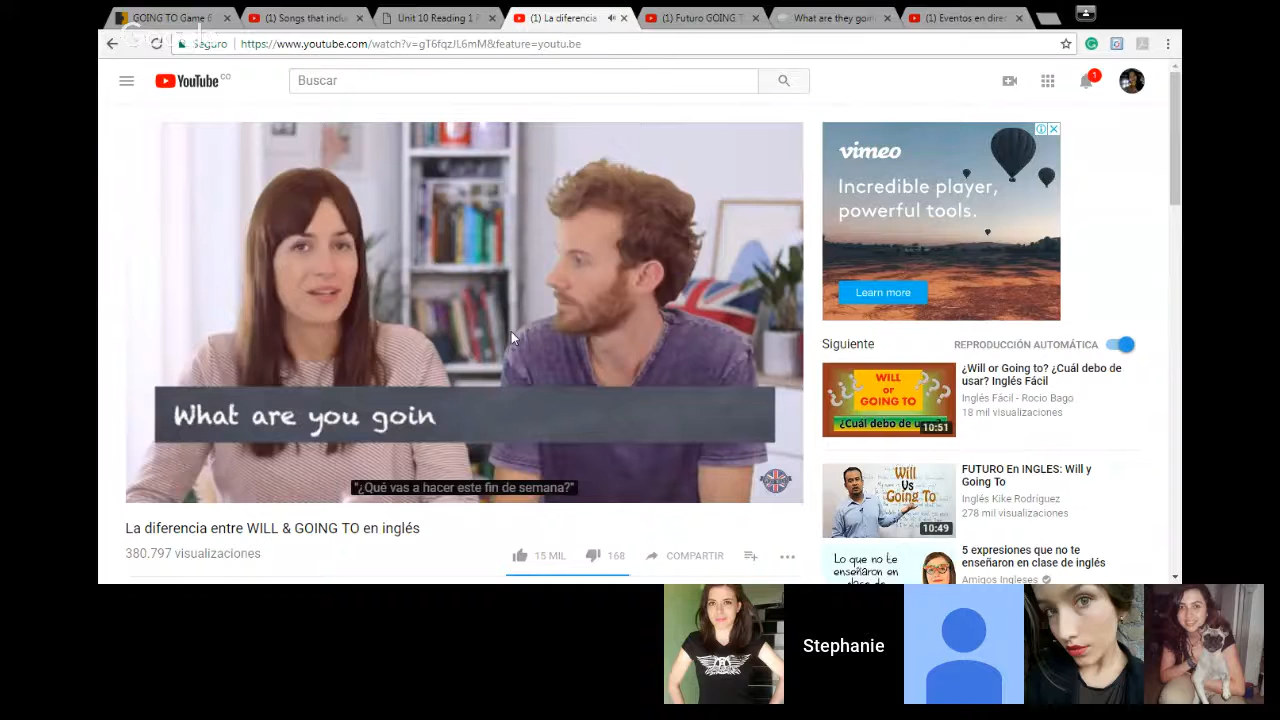 GOING TO Game 6
(1) Songs that inclu
Unit 10 Reading 1 F
(1) La diferencia
(1) Futuro GOING T
What are they goin
(1) Eventos en direc
Seguro
https://www.youtube.com/watch?v=gT6fqzJL6mM&feature=youtu.be
YouTube CO
Buscar
1
What are you goin
"¿Qué vas a hacer este fin de semana?"
La diferencia entre WILL & GOING TO en inglés
380.797 visualizaciones
15 MIL
168
COMPARTIR
vimeo
Incredible player,
powerful tools.
Learn more
Siguiente
REPRODUCCIÓN AUTOMÁTICA
WILL
or
GOING TO
¿Cuál debo de
10:51
¿Will or Going to? ¿Cuál debo de
usar? Inglés Fácil
Inglés Fácil - Rocio Bago
18 mil visualizaciones
Will
Vs
Going To
10:49
FUTURO En INGLES: Will y
Going To
Inglés Kike Rodríguez
278 mil visualizaciones
Lo que no te
enseñaron en
clase de
5 expresiones que no te
enseñaron en clase de inglés
Amigos Ingleses
Stephanie